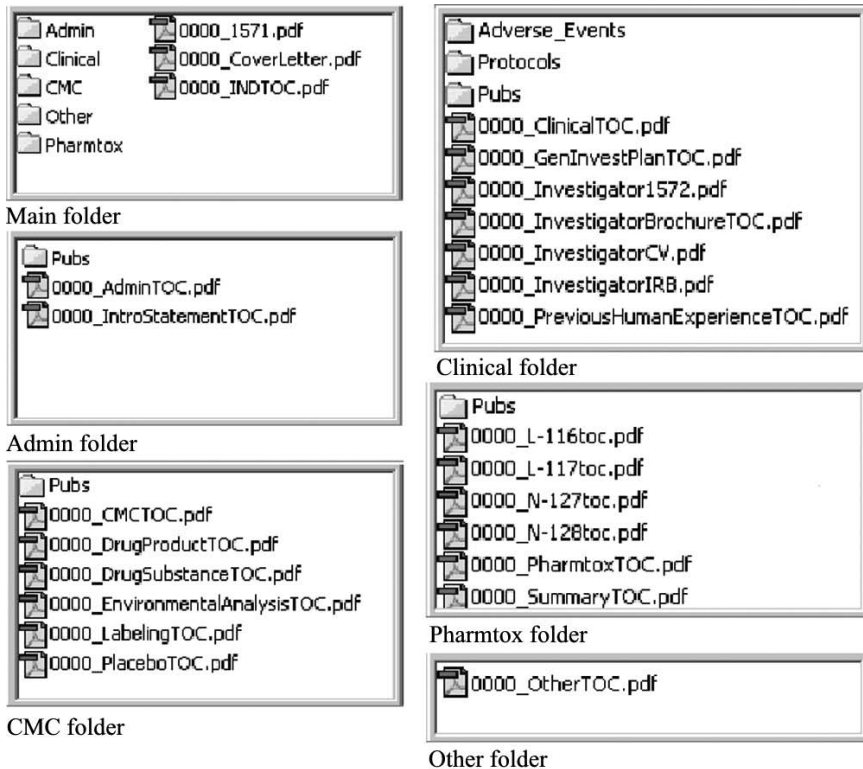 Admin
Clinical
CMC
Other
Pharmtox
0000_1571.pdf
0000_CoverLetter.pdf
0000_INDTOC.pdf
Main folder
Pubs
0000_AdminTOC.pdf
0000_IntroStatementTOC.pdf
Admin folder
Pubs
0000_CMCTOC.pdf
0000_DrugProductTOC.pdf
0000_DrugSubstanceTOC.pdf
0000_EnvironmentalAnalysisTOC.pdf
0000_LabelingTOC.pdf
0000_PlaceboTOC.pdf
CMC folder
Adverse_Events
Protocols
Pubs
0000_ClinicalTOC.pdf
0000_GenInvestPlanTOC.pdf
0000_Investigator1572.pdf
0000_InvestigatorBrochureTOC.pdf
0000_InvestigatorCV.pdf
0000_InvestigatorIRB.pdf
0000_PreviousHumanExperienceTOC.pdf
Clinical folder
Pubs
0000_L-116toc.pdf
0000_L-117toc.pdf
0000_N-127toc.pdf
0000_N-128toc.pdf
0000_PharmtoxTOC.pdf
0000_SummaryTOC.pdf
Pharmtox folder
0000_OtherTOC.pdf
Other folder